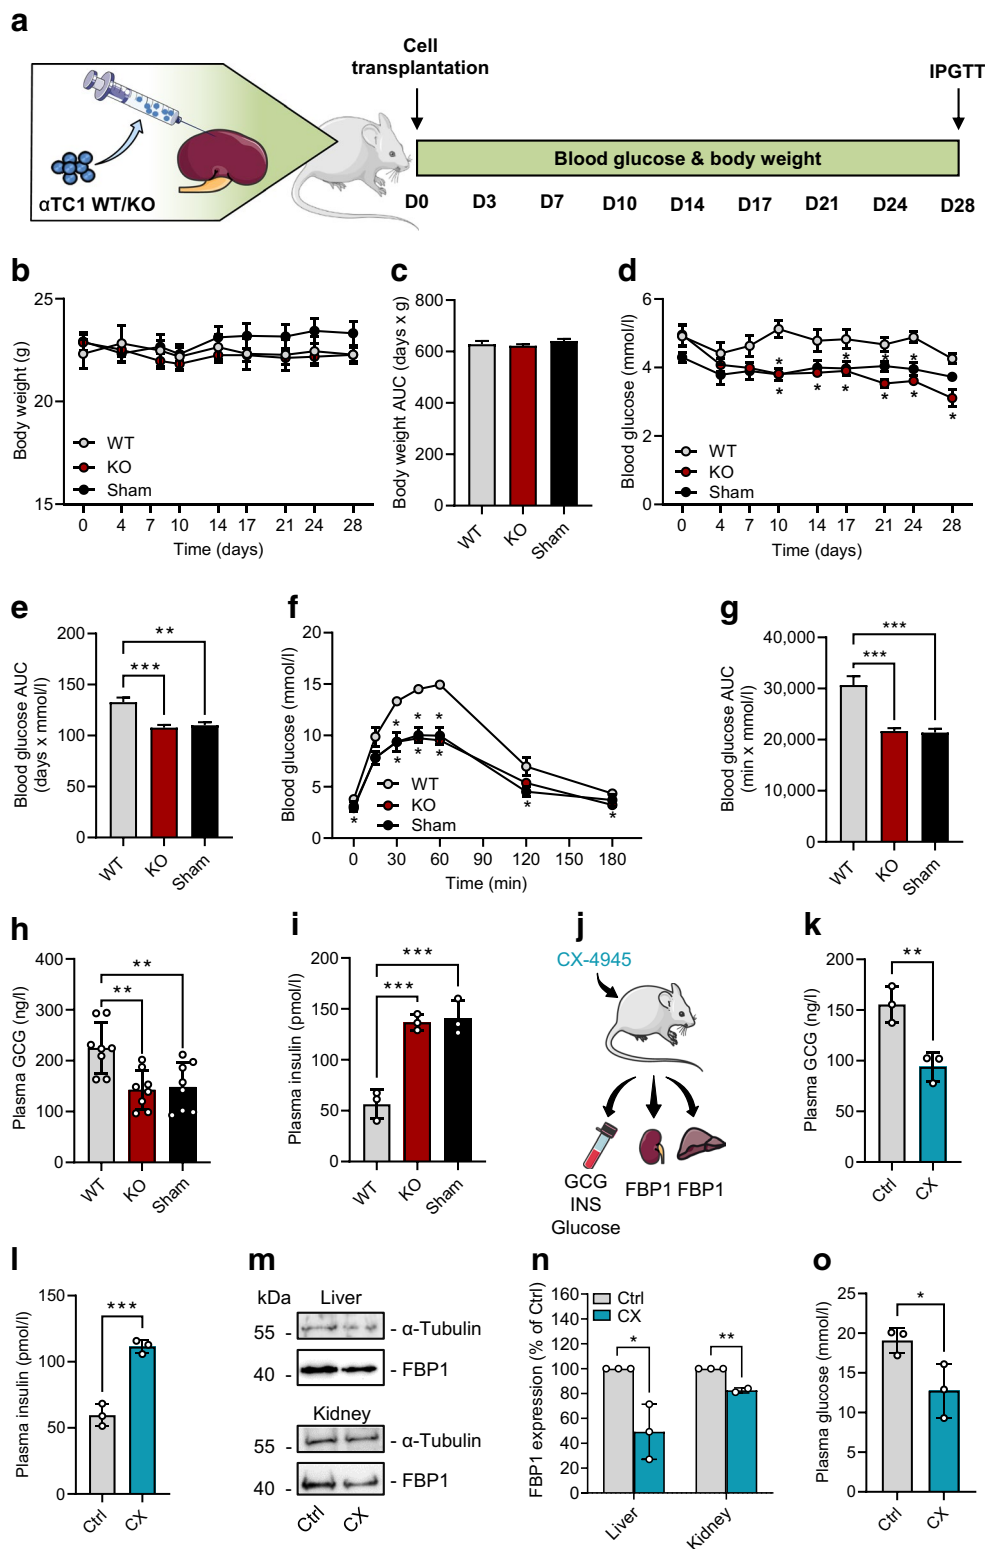 a
Cell
transplantation
IPGTT
Blood glucose & body weight
αTC1 WT/KO
D0 D3 D7 D10 D14 D17 D21 D24 D28
b
Body weight (g)
25
20
15
WT
KO
Sham
0 4 7 10 14 17 21 24 28
Time (days)
c
Body weight AUC (days x g)
800
600
400
200
0
WT KO Sham
d
Blood glucose (mmol/l)
6
4
2
0
* * * *
* * * * * *
WT
KO
Sham
0 4 7 10 14 17 21 24 28
Time (days)
e
Blood glucose AUC
(days x mmol/l)
200
150
100
50
0
**
***
WT KO Sham
f
Blood glucose (mmol/l)
20
15
10
5
0
* * *
* * *
* * *
WT
KO
Sham
0 30 60 90 120 150 180
Time (min)
g
Blood glucose AUC
(min x mmol/l)
40,000
30,000
20,000
10,000
0
***
***
WT KO Sham
h
Plasma GCG (ng/l)
400
300
200
100
0
**
**
WT KO Sham
i
Plasma insulin (pmol/l)
200
150
100
50
0
***
***
WT KO Sham
j
CX-4945
GCG
INS
Glucose
FBP1 FBP1
k
Plasma GCG (ng/l)
200
150
100
50
0
**
Ctrl CX
l
Plasma insulin (pmol/l)
150
100
50
0
***
Ctrl CX
m
kDa Liver
55 - - α-Tubulin
40 - - FBP1
Kidney
55 - - α-Tubulin
40 - - FBP1
Ctrl CX
n
FBP1 expression (% of Ctrl)
160
140
120
100
80
60
40
20
0
Ctrl
CX
* **
Liver Kidney
o
Plasma glucose (mmol/l)
25
20
15
10
5
0
*
Ctrl CX